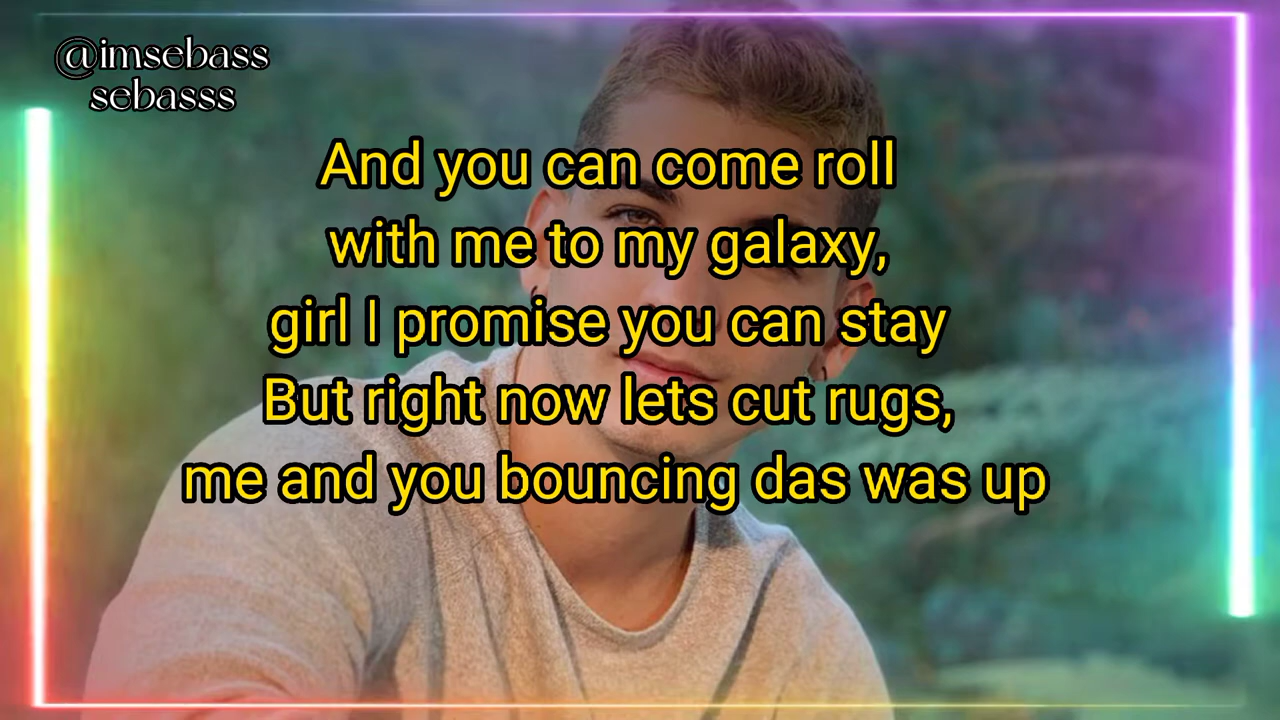 @imsebass
sebasss
And you can come roll
with me to my galaxy,
girl I promise you can stay
But right now lets cut rugs,
me and you bouncing das was up